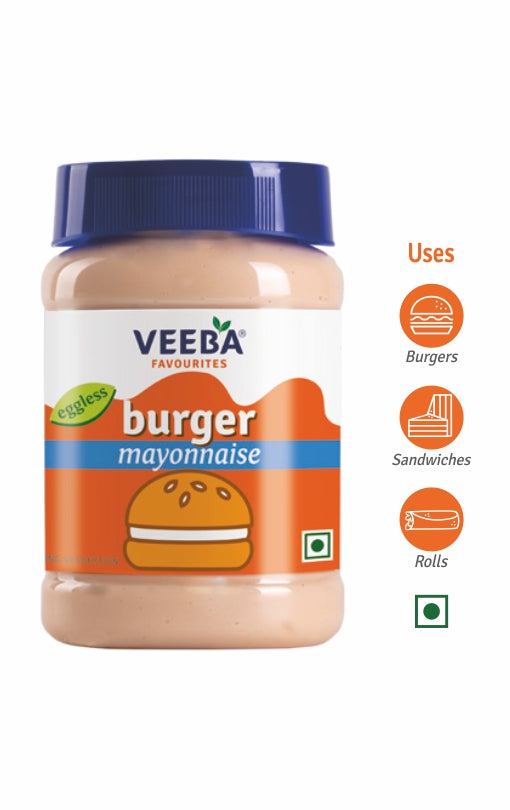 VEEBA®
FAVOURITES
eggless
burger
mayonnaise
Uses
Burgers
Sandwiches
Rolls